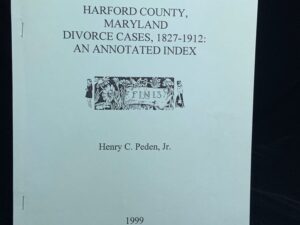 HARFORD COUNTY,
MARYLAND
DIVORCE CASES, 1827-1912:
AN ANNOTATED INDEX
FINIS
Henry C. Peden, Jr.
1999